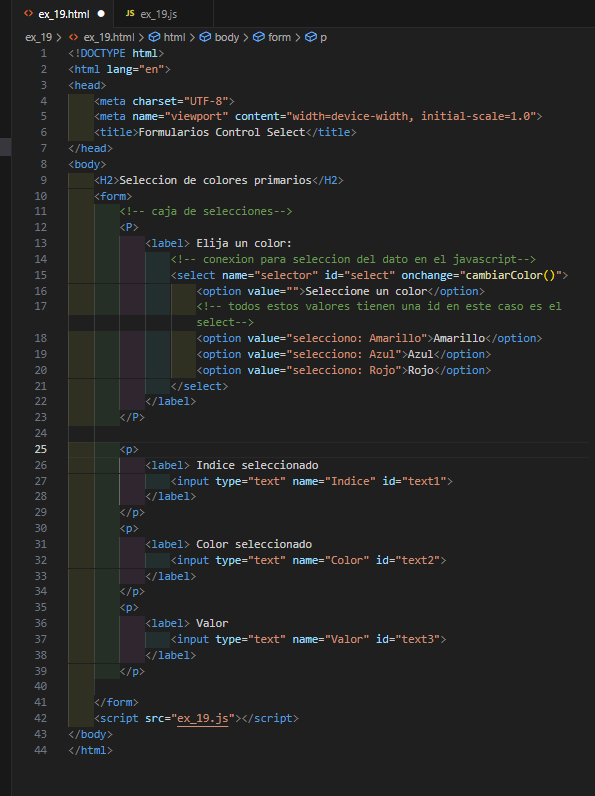 <> ex_19.html ●  JS ex_19.js
ex_19 > <> ex_19.html > html > body > form > p
1 <!DOCTYPE html>
2 <html lang="en">
3 <head>
4     <meta charset="UTF-8">
5     <meta name="viewport" content="width=device-width, initial-scale=1.0">
6     <title>Formularios Control Select</title>
7 </head>
8 <body>
9     <H2>Seleccion de colores primarios</H2>
10     <form>
11         <!-- caja de selecciones-->
12         <P>
13             <label> Elija un color:
14                 <!-- conexion para seleccion del dato en el javascript-->
15                 <select name="selector" id="select" onchange="cambiarColor()">
16                     <option value="">Seleccione un color</option>
17                     <!-- todos estos valores tienen una id en este caso es el
                    select-->
18                     <option value="selecciono: Amarillo">Amarillo</option>
19                     <option value="selecciono: Azul">Azul</option>
20                     <option value="selecciono: Rojo">Rojo</option>
21                 </select>
22             </label>
23         </P>
24
25         <p>
26             <label> Indice seleccionado
27                 <input type="text" name="Indice" id="text1">
28             </label>
29         </p>
30         <p>
31             <label> Color seleccionado
32                 <input type="text" name="Color" id="text2">
33             </label>
34         </p>
35         <p>
36             <label> Valor
37                 <input type="text" name="Valor" id="text3">
38             </label>
39         </p>
40
41     </form>
42     <script src="ex_19.js"></script>
43 </body>
44 </html>